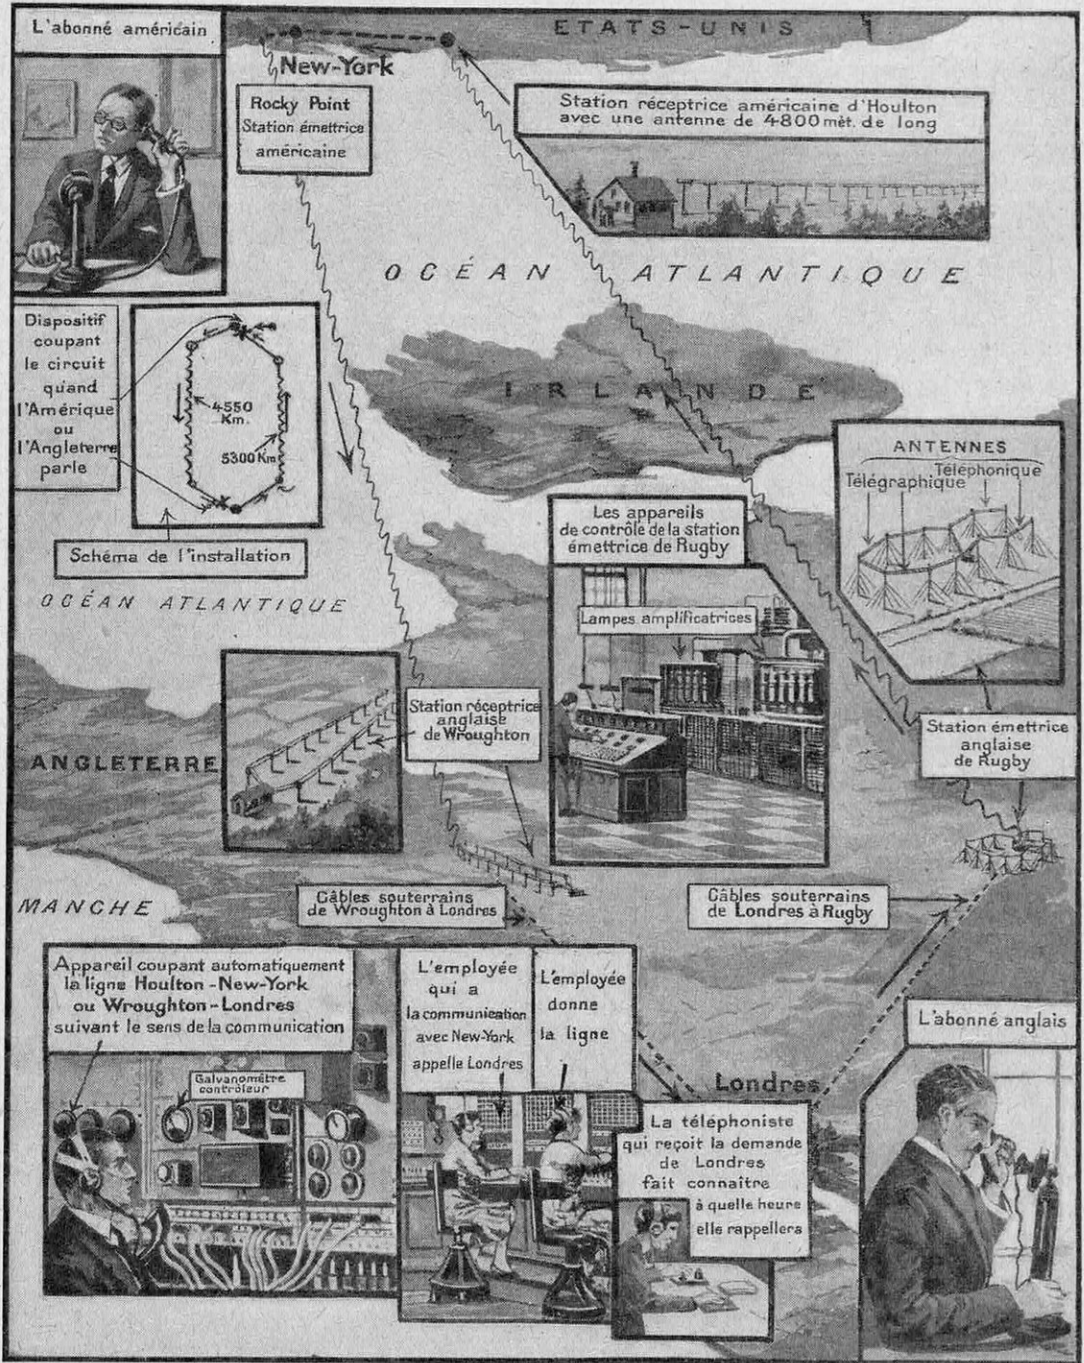 L'abonné américain
ETATS-UNIS
New-York
Rocky Point
Station émettrice
américaine
Station réceptrice américaine d'Houlton
avec une antenne de 4800 mèt. de long
OCÉAN ATLANTIQUE
Dispositif
coupant
le circuit
quand
l'Amérique
ou
l'Angleterre
parle
4550
Km.
5300 Km
Schéma de l'installation
IRLANDE
ANTENNES
Téléphonique
Télégraphique
Les appareils
de contrôle de la station
émettrice de Rugby
Lampes amplificatrices
OCÉAN ATLANTIQUE
Station réceptrice
anglaise
de Wroughton
Station émettrice
anglaise
de Rugby
ANGLETERRE
MANCHE
Câbles souterrains
de Wroughton à Londres
Câbles souterrains
de Londres à Rugby
Appareil coupant automatiquement
la ligne Houlton-New-York
ou Wroughton-Londres
suivant le sens de la communication
Galvanomètre
contrôleur
L'employée
qui a
la communication
avec New-York
appelle Londres
L'employée
donne
la ligne
Londres
La téléphoniste
qui reçoit la demande
de Londres
fait connaître
à quelle heure
elle rappellera
L'abonné anglais